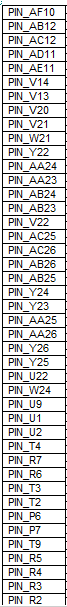 PIN_AF10
PIN_AB12
PIN_AC12
PIN_AD11
PIN_AE11
PIN_V14
PIN_V13
PIN_V20
PIN_V21
PIN_W21
PIN_Y22
PIN_AA24
PIN_AA23
PIN_AB24
PIN_AB23
PIN_V22
PIN_AC25
PIN_AC26
PIN_AB26
PIN_AB25
PIN_Y24
PIN_Y23
PIN_AA25
PIN_AA26
PIN_Y26
PIN_Y25
PIN_U22
PIN_W24
PIN_U9
PIN_U1
PIN_U2
PIN_T4
PIN_R7
PIN_R6
PIN_T3
PIN_T2
PIN_P6
PIN_P7
PIN_T9
PIN_R5
PIN_R4
PIN_R3
PIN_R2